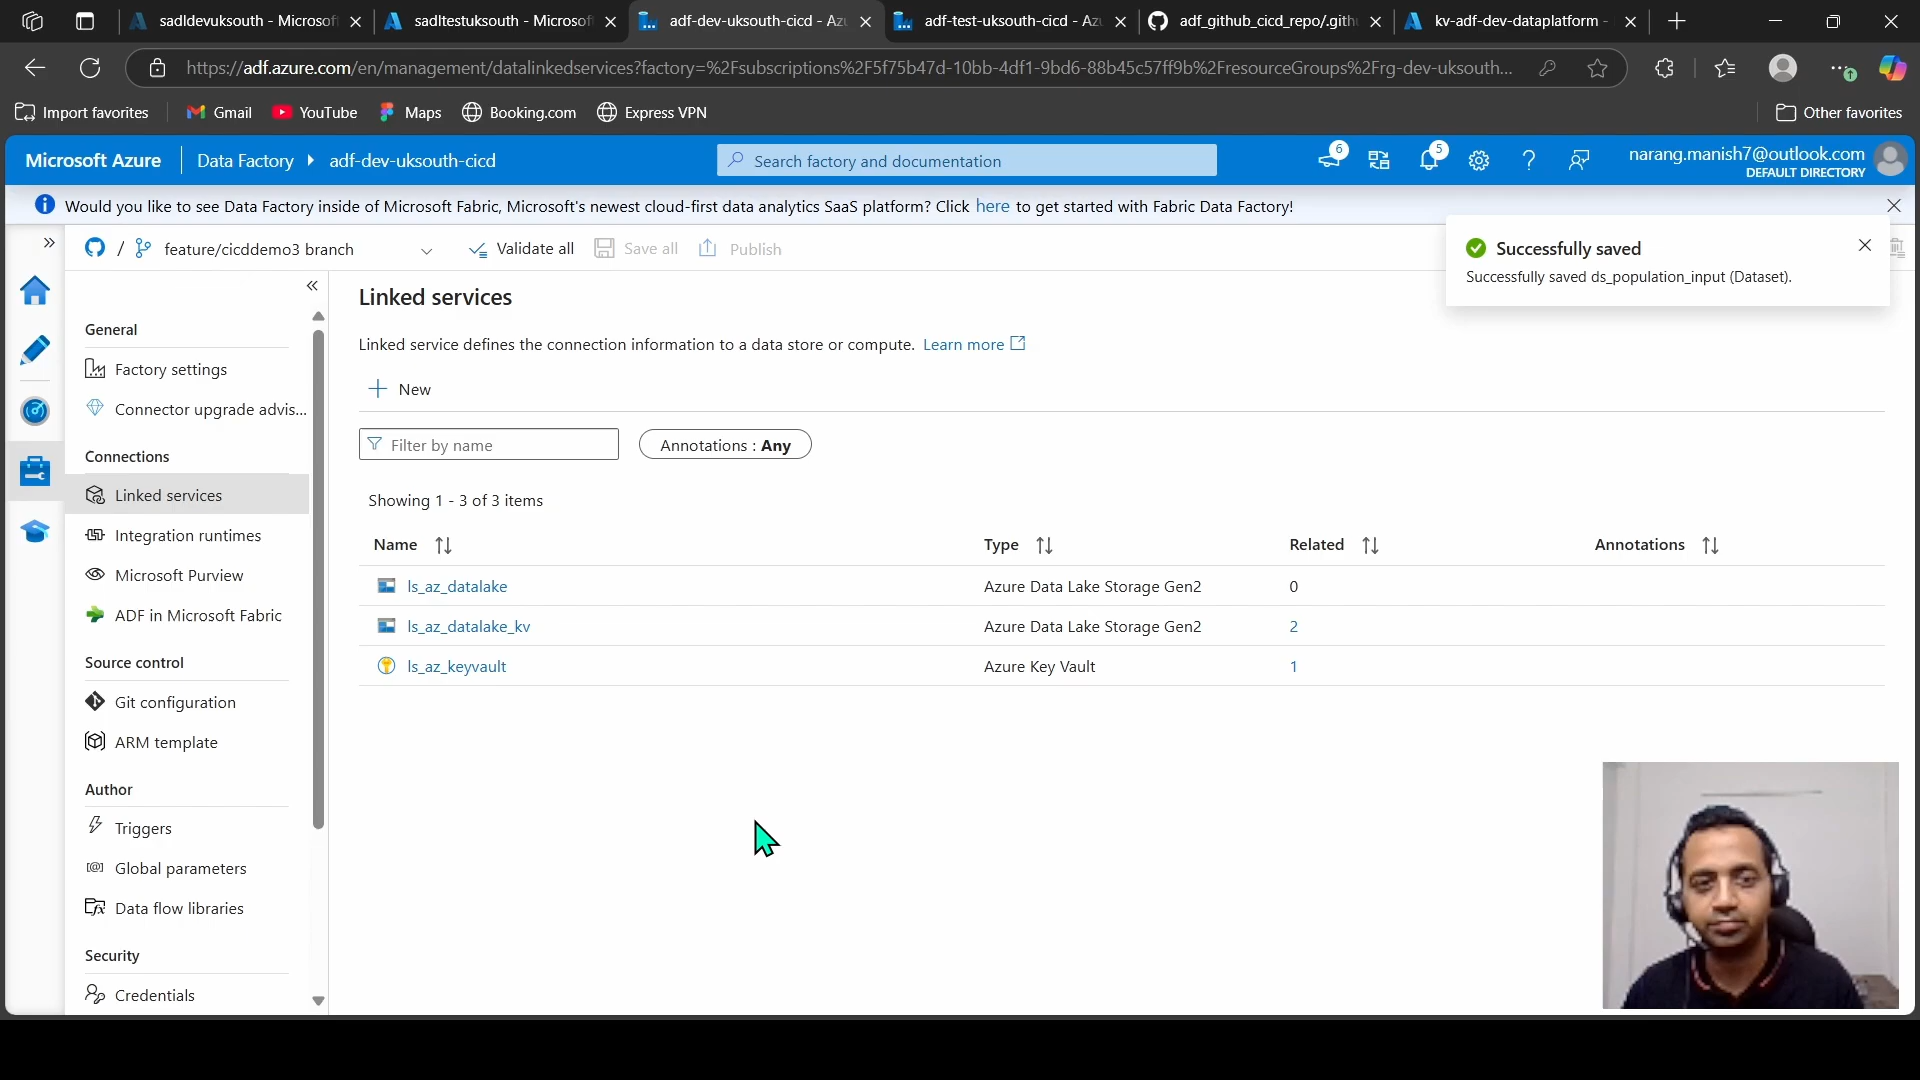 sadldevuksouth - Microsof
sadltestuksouth - Microsof
adf-dev-uksouth-cicd - Az
adf-test-uksouth-cicd - Az
adf_github_cicd_repo/.gith
kv-adf-dev-dataplatform -
https://adf.azure.com/en/management/datalinkedservices?factory=%2Fsubscriptions%2F5f75b47d-10bb-4df1-9bd6-88b45c57ff9b%2FresourceGroups%2Frg-dev-uksouth...
Import favorites
Gmail
YouTube
Maps
Booking.com
Express VPN
Other favorites
Microsoft Azure
Data Factory
adf-dev-uksouth-cicd
Search factory and documentation
6
5
narang.manish7@outlook.com
DEFAULT DIRECTORY
Would you like to see Data Factory inside of Microsoft Fabric, Microsoft's newest cloud-first data analytics SaaS platform? Click here to get started with Fabric Data Factory!
/ feature/cicddemo3 branch
Validate all
Save all
Publish
Successfully saved
Successfully saved ds_population_input (Dataset).
General
Factory settings
Connector upgrade advis...
Connections
Linked services
Integration runtimes
Microsoft Purview
ADF in Microsoft Fabric
Source control
Git configuration
ARM template
Author
Triggers
Global parameters
Data flow libraries
Security
Credentials
Linked services
Linked service defines the connection information to a data store or compute. Learn more
New
Filter by name
Annotations : Any
Showing 1 - 3 of 3 items
Name Type Related Annotations
ls_az_datalake Azure Data Lake Storage Gen2 0
ls_az_datalake_kv Azure Data Lake Storage Gen2 2
ls_az_keyvault Azure Key Vault 1